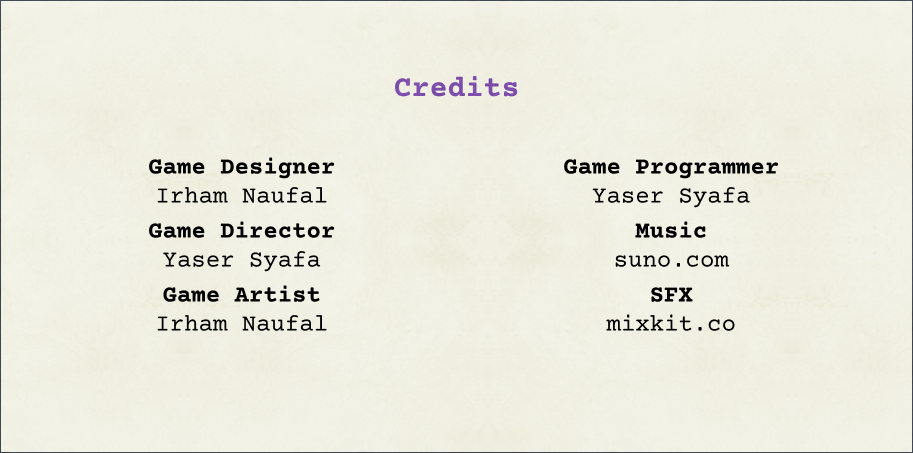 Credits
Game Designer
Irham Naufal
Game Director
Yaser Syafa
Game Artist
Irham Naufal
Game Programmer
Yaser Syafa
Music
suno.com
SFX
mixkit.co